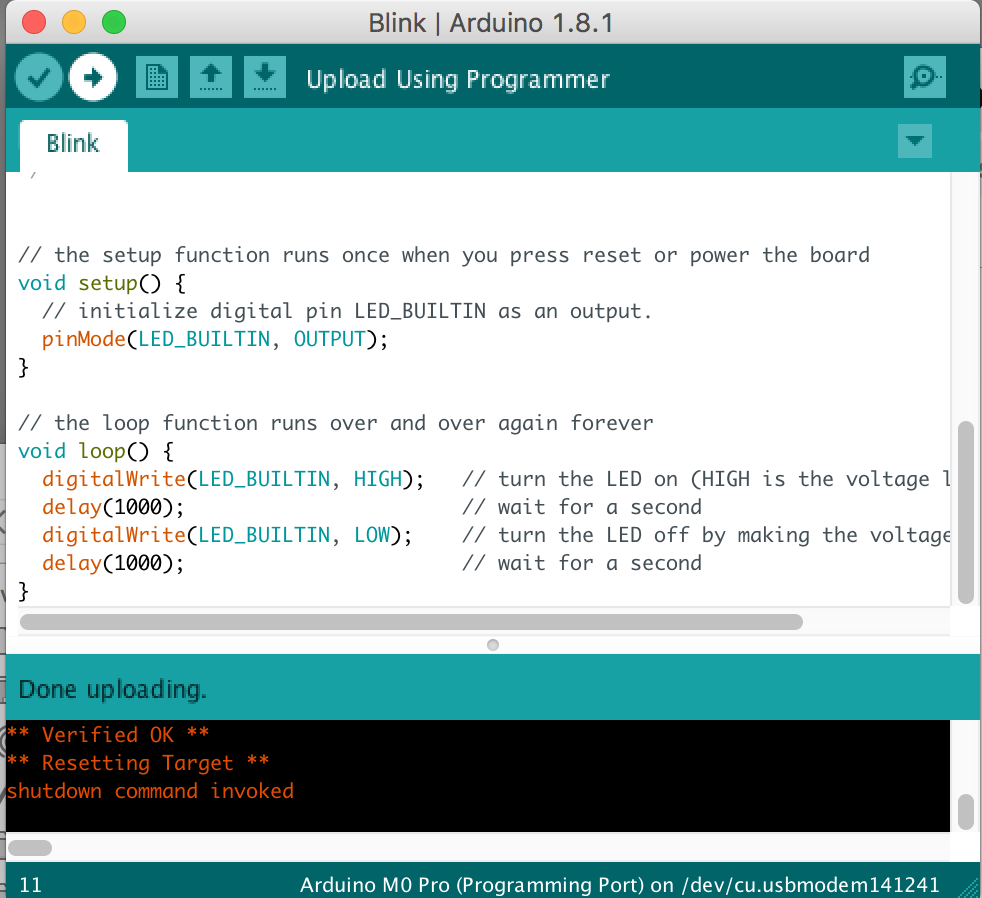 Blink | Arduino 1.8.1
Upload Using Programmer
Blink
/
// the setup function runs once when you press reset or power the board
void setup() {
  // initialize digital pin LED_BUILTIN as an output.
  pinMode(LED_BUILTIN, OUTPUT);
}
// the loop function runs over and over again forever
void loop() {
  digitalWrite(LED_BUILTIN, HIGH);   // turn the LED on (HIGH is the voltage l
  delay(1000);                       // wait for a second
  digitalWrite(LED_BUILTIN, LOW);    // turn the LED off by making the voltage
  delay(1000);                       // wait for a second
}
Done uploading.
** Verified OK **
** Resetting Target **
shutdown command invoked
11 Arduino M0 Pro (Programming Port) on /dev/cu.usbmodem141241